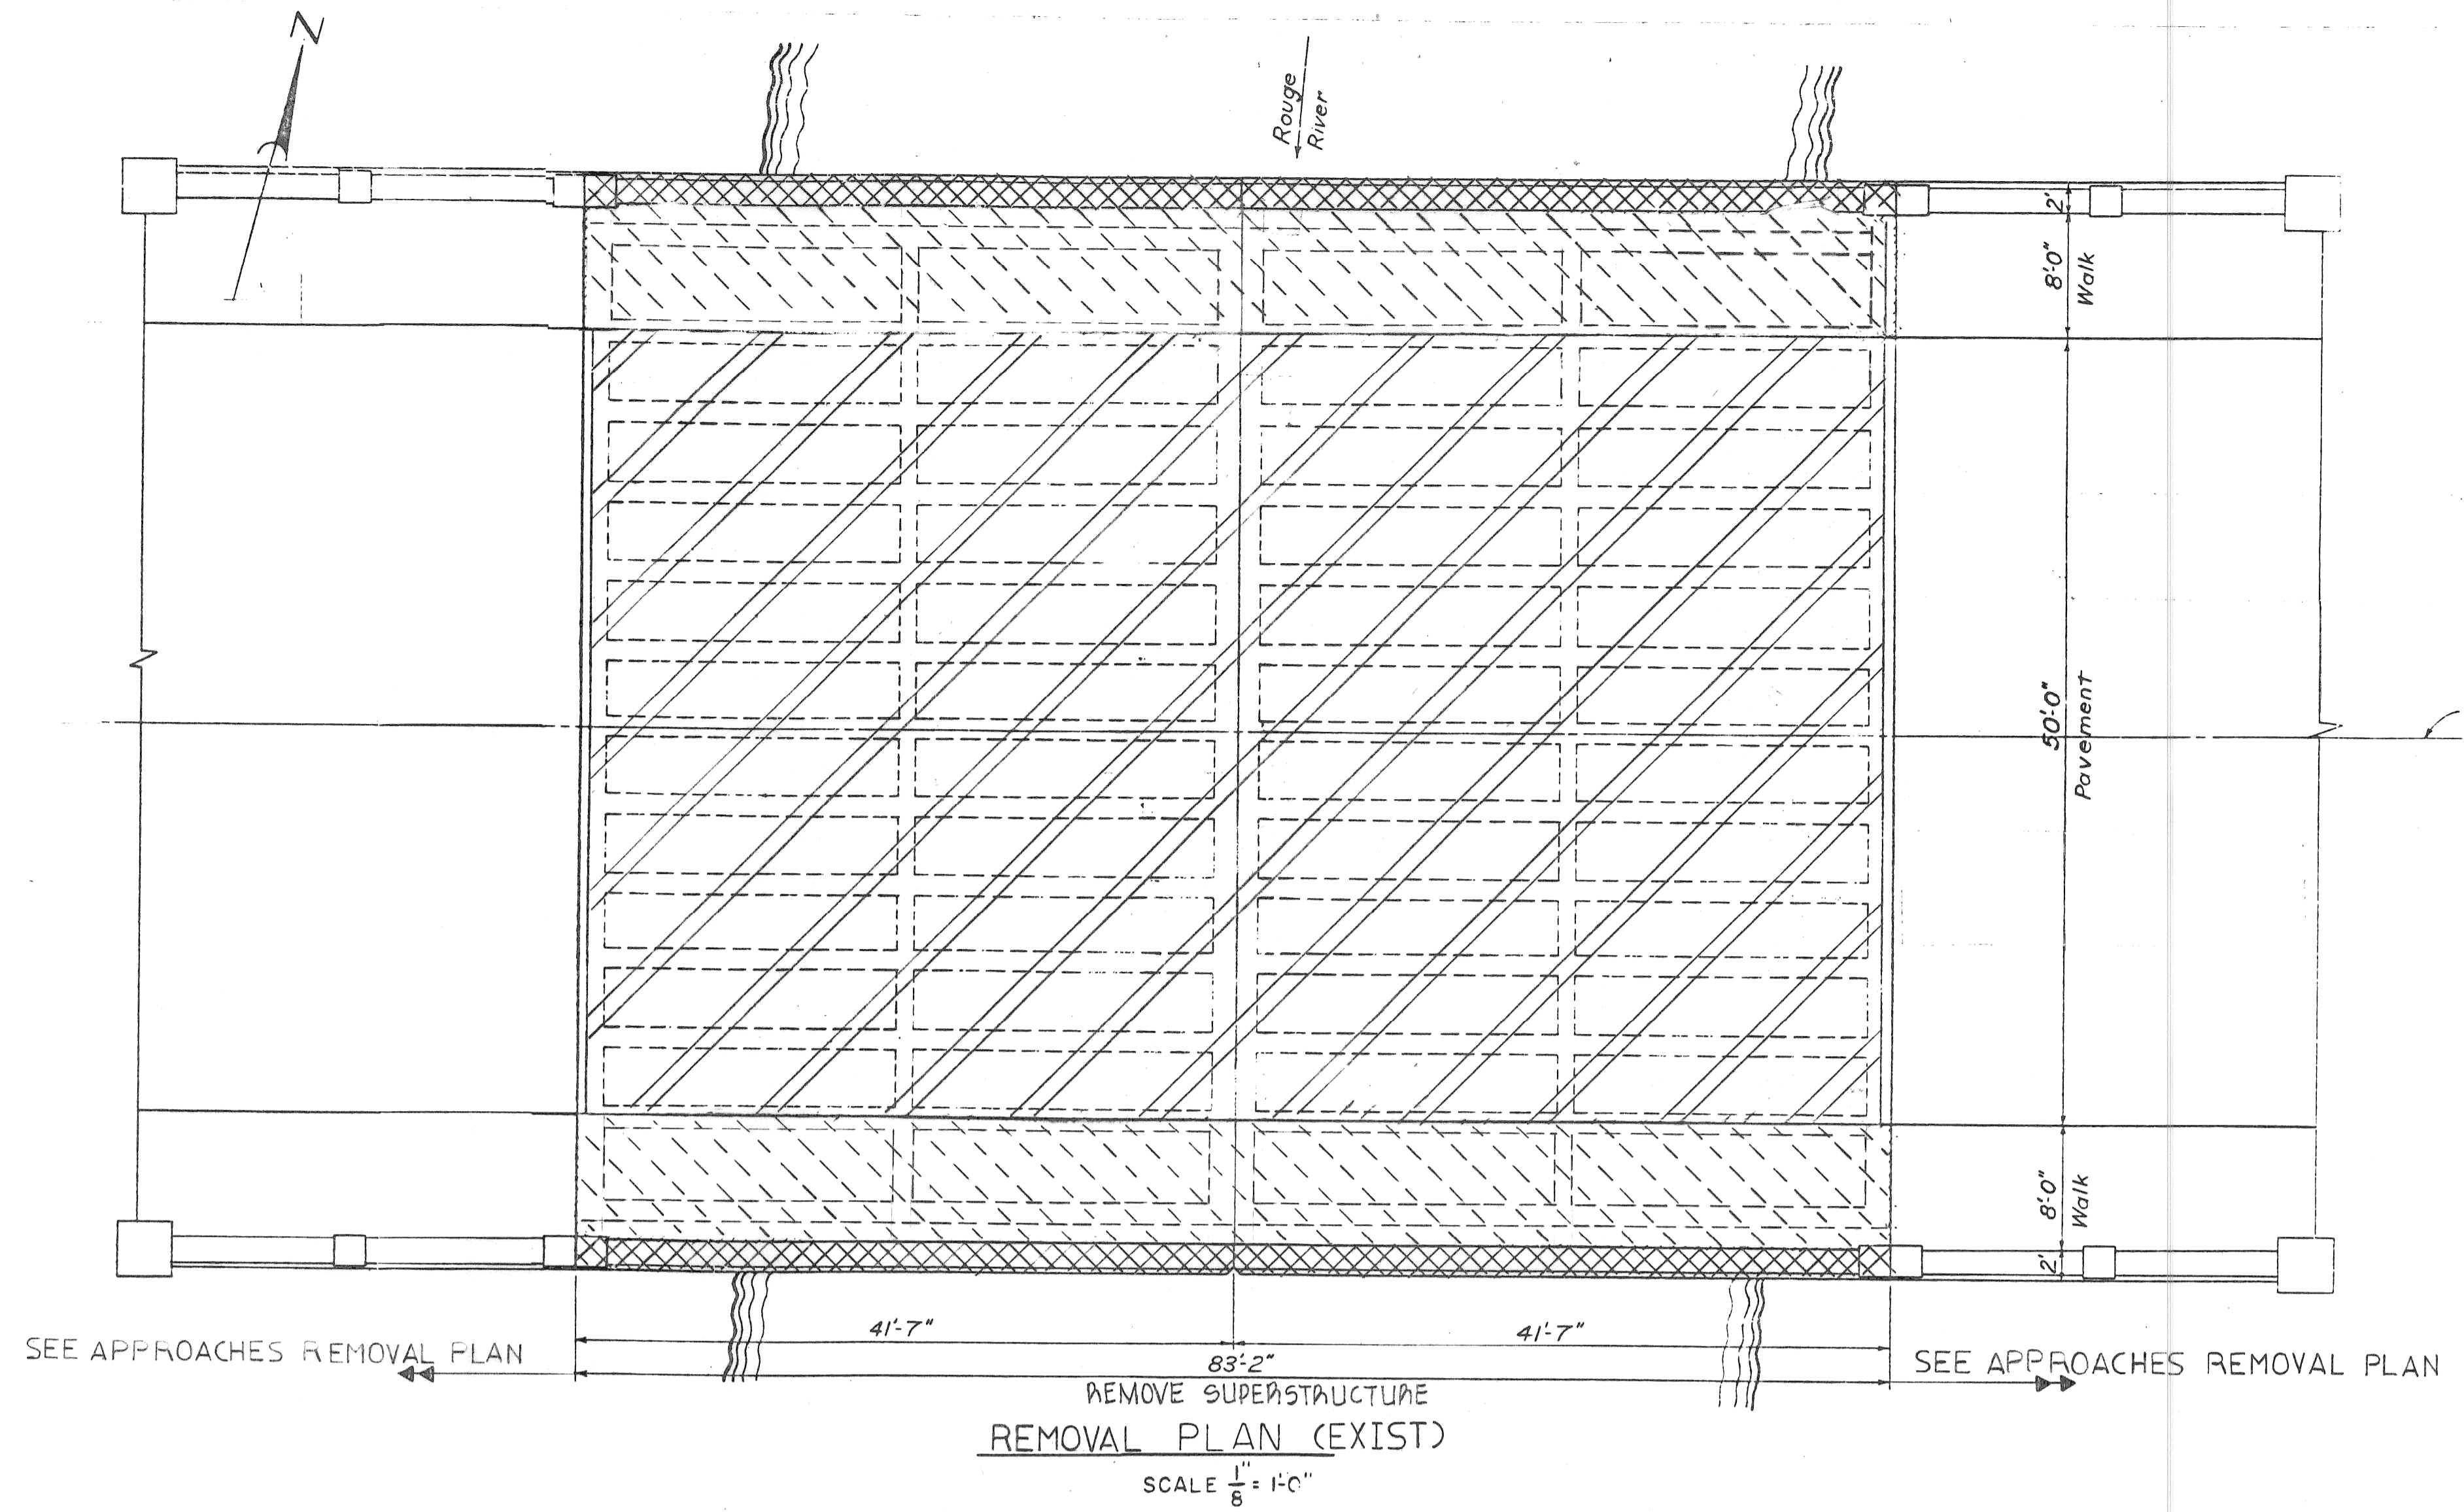 N
Rouge
River
2'
8'-0"
Walk
50'-0"
Pavement
8'-0"
Walk
2'
41'-7"
41'-7"
83'-2"
SEE APPROACHES REMOVAL PLAN
SEE APPROACHES REMOVAL PLAN
REMOVE SUPERSTRUCTURE
REMOVAL PLAN (EXIST)
SCALE 1/8" = 1'-0"